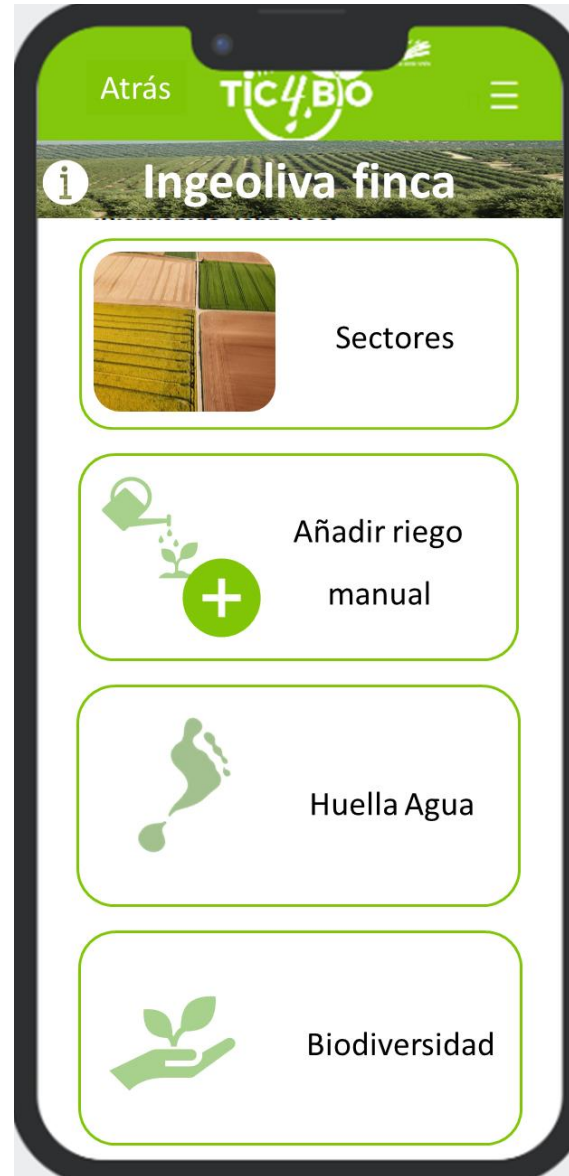 Atrás
TIC4BIO
Ingeoliva finca
Sectores
Añadir riego
manual
Huella Agua
Biodiversidad